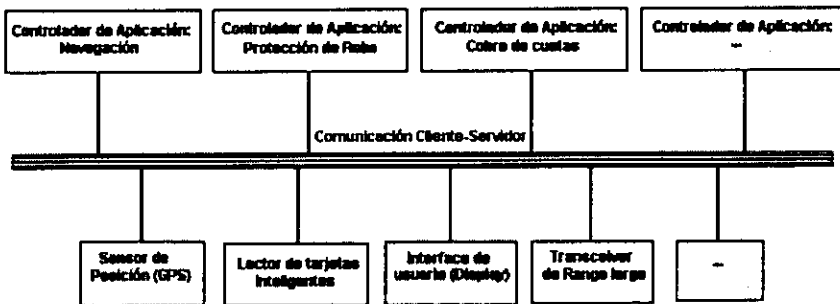 Controlador de Aplicación:
Navegación
Controlador de Aplicación:
Protección de Robo
Controlador de Aplicación:
Cobro de cuotas
Controlador de Aplicación:
...
Comunicación Cliente-Servidor
Sensor de
Posición (GPS)
Lector de tarjetas
Inteligentes
Interface de
usuario (Display)
Transceiver
de Rango largo
...